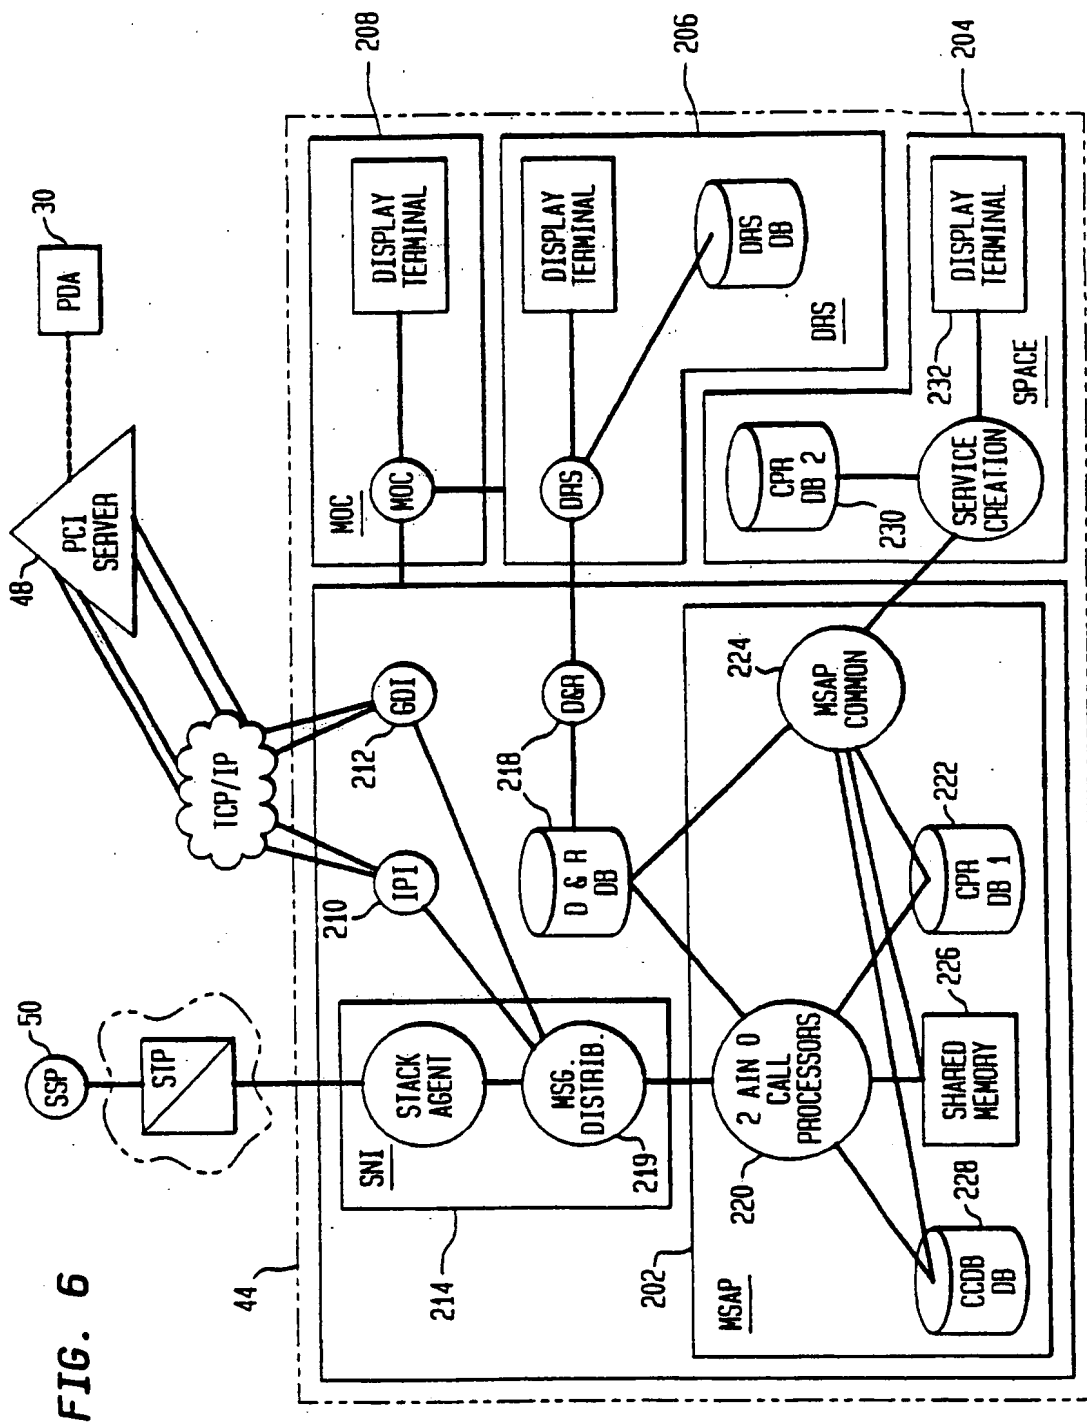 FIG. 6
50
SSP
STP
48
PCI
SERVER
30
PDA
TCP/IP
44
214
SNI
STACK
AGENT
MSG.
DISTRIB.
219
210
IPI
212
GDI
D & R
DB
218
D&R
208
MOC
MOC
DISPLAY
TERMINAL
206
DRS
DISPLAY
TERMINAL
DRS
DB
DRS
204
CPR
DB 2
230
SERVICE
CREATION
232
DISPLAY
TERMINAL
SPACE
202
MSAP
220
2 AIN 0
CALL
PROCESSORS
224
MSAP
COMMON
CCDB
DB
228
SHARED
MEMORY
226
CPR
DB 1
222